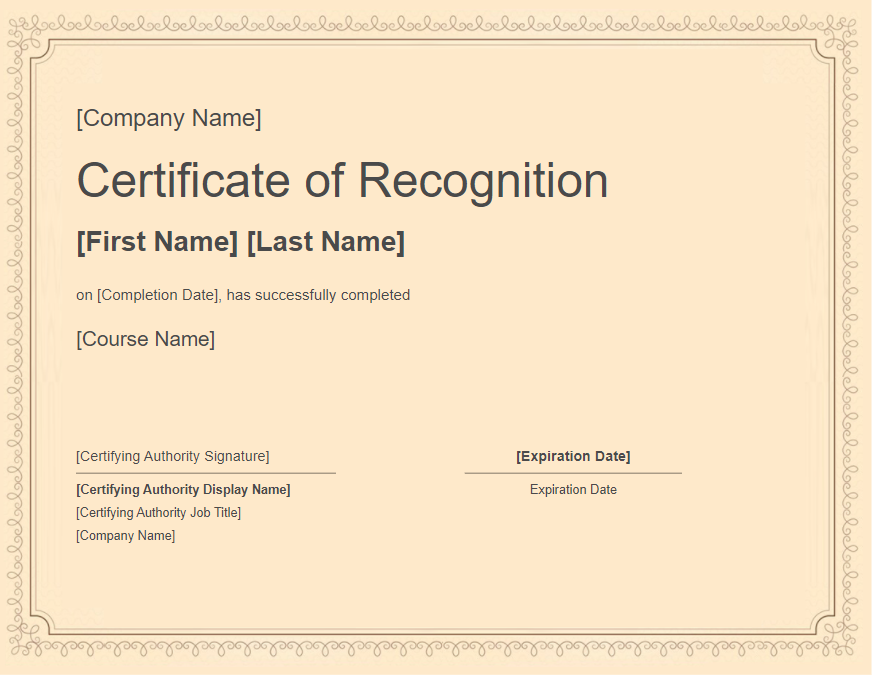 [Company Name]
Certificate of Recognition
[First Name] [Last Name]
on [Completion Date], has successfully completed
[Course Name]
[Certifying Authority Signature]
[Certifying Authority Display Name]
[Certifying Authority Job Title]
[Company Name]
[Expiration Date]
Expiration Date